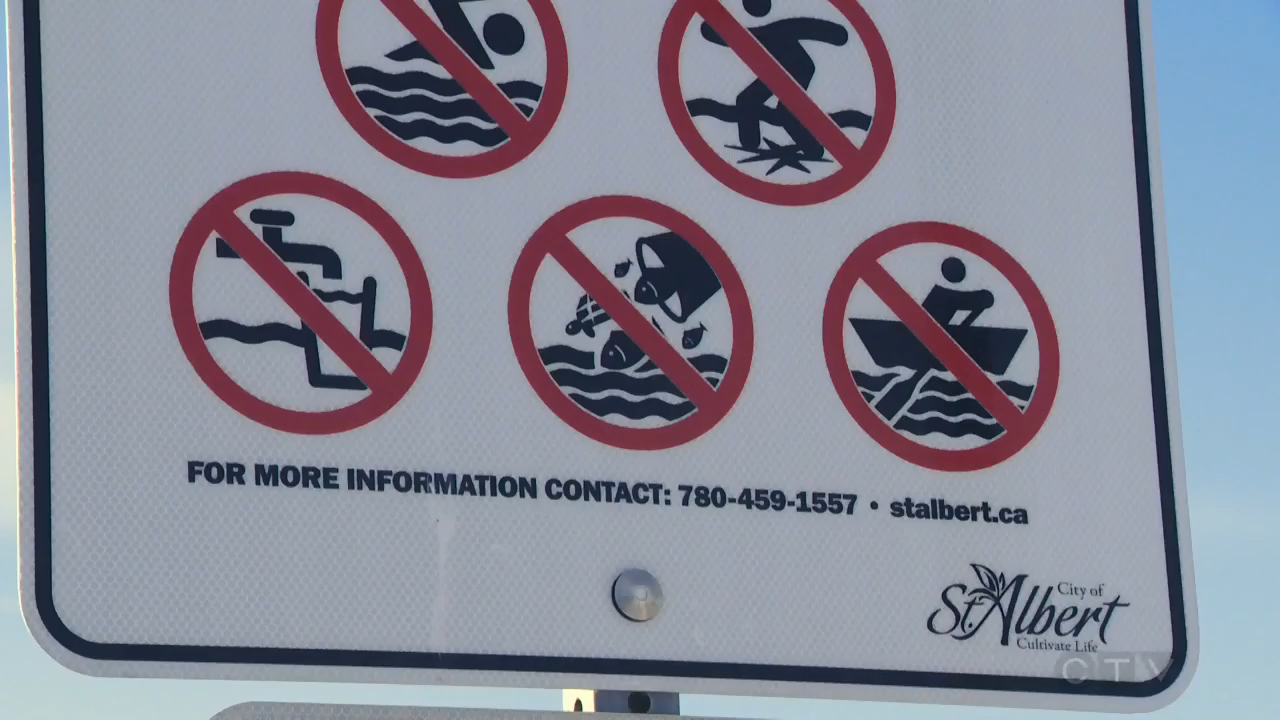 FOR MORE INFORMATION CONTACT: 780-459-1557 • stalbert.ca
City of
St. Albert
Cultivate Life
CTV